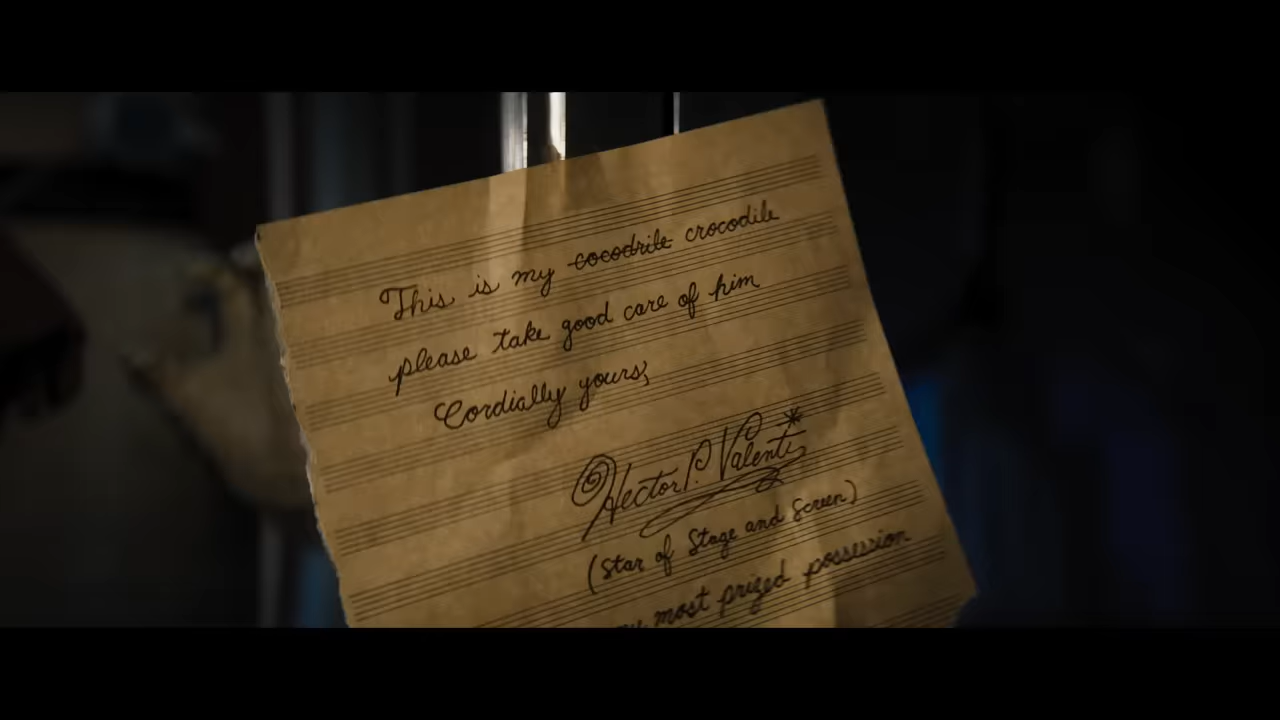 This is my cocodrile crocodile
please take good care of him
Cordially yours,
Hector P. Valenti
(Star of Stage and Screen)
most prized possession